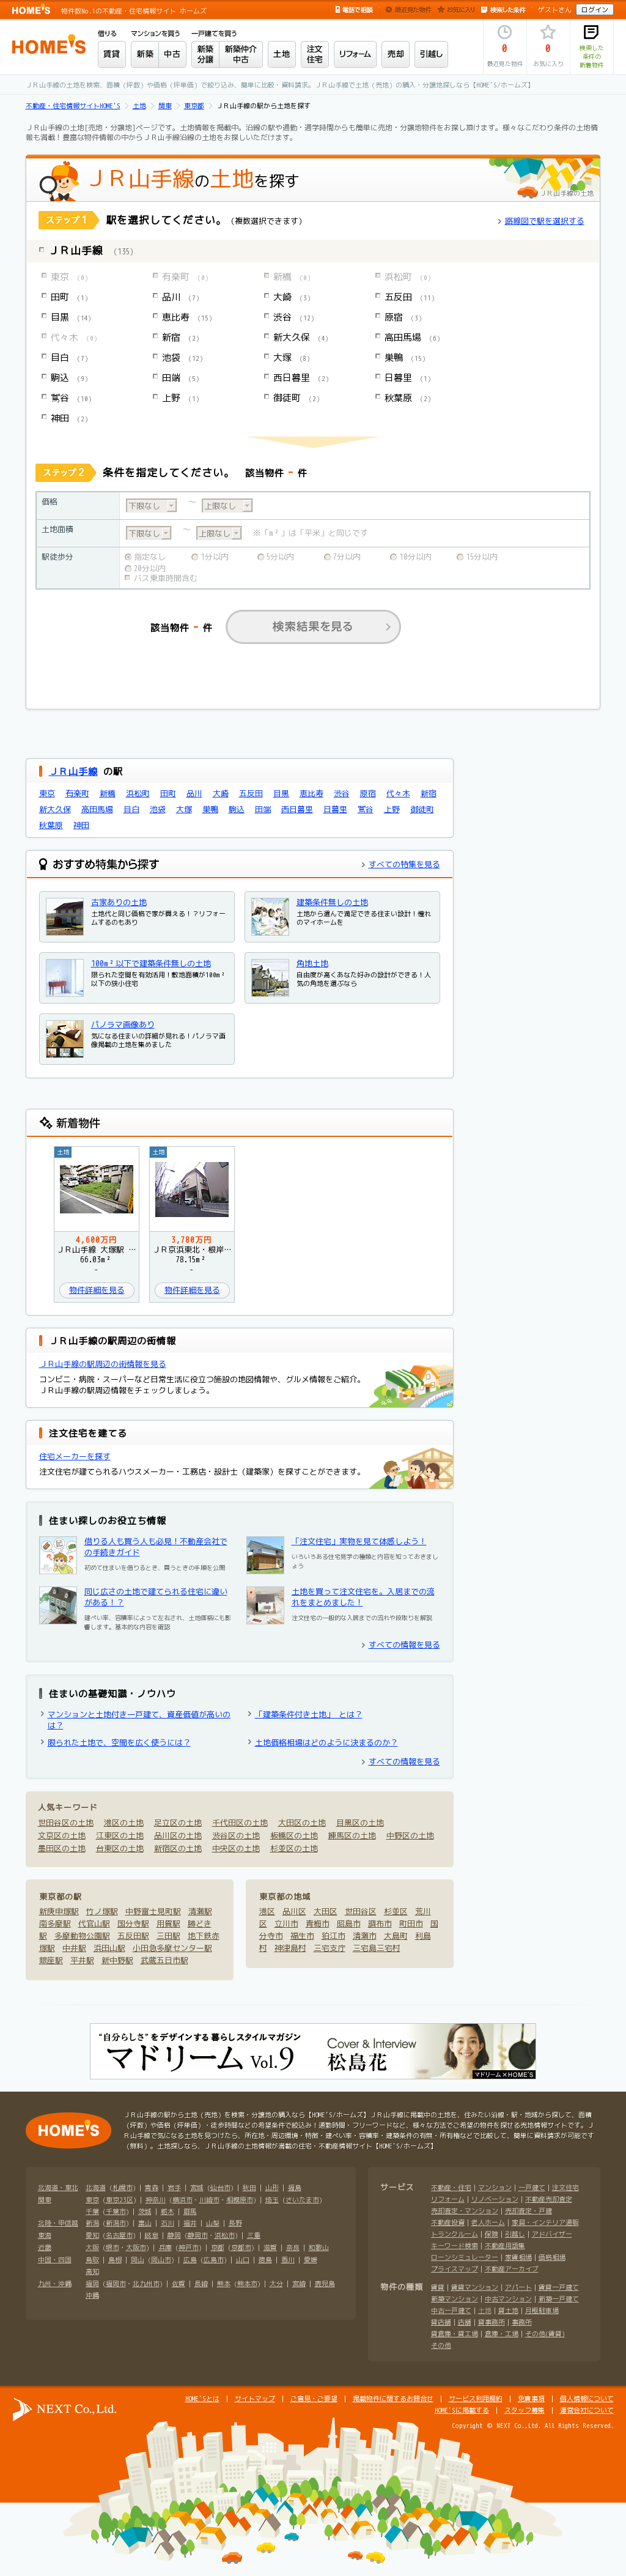 HOME'S 物件数No.1の不動産・住宅情報サイト ホームズ
電話で相談 最近見た物件 お気に入り 検索した条件 ゲストさん ログイン
HOME'S
借りる マンションを買う 一戸建てを買う
賃貸 新築 中古 新築分譲 新築仲介中古 土地 注文住宅 リフォーム 売却 引越し
0 最近見た物件
0 お気に入り
検索した条件の新着物件
ＪＲ山手線の土地を検索、面積(坪数)や価格(坪単価)で絞り込み、簡単に比較・資料請求。ＪＲ山手線で土地(売地)の購入・分譲地探しなら【HOME'S/ホームズ】
不動産・住宅情報サイトHOME'S > 土地 > 関東 > 東京都 > ＪＲ山手線の駅から土地を探す
ＪＲ山手線の土地[売地・分譲地]ページです。土地情報を掲載中。沿線の駅や通勤・通学時間からも簡単に売地・分譲地物件をお探し頂けます。様々なこだわり条件の土地情報も満載！豊富な物件情報の中からＪＲ山手線沿線の土地をお探しいただけます。
ＪＲ山手線の土地を探す
ＪＲ山手線の土地
ステップ1 駅を選択してください。（複数選択できます）
路線図で駅を選択する
ＪＲ山手線 (135)
東京 (0) 有楽町 (0) 新橋 (0) 浜松町 (0)
田町 (1) 品川 (7) 大崎 (3) 五反田 (11)
目黒 (14) 恵比寿 (15) 渋谷 (12) 原宿 (3)
代々木 (0) 新宿 (2) 新大久保 (4) 高田馬場 (6)
目白 (7) 池袋 (12) 大塚 (8) 巣鴨 (15)
駒込 (9) 田端 (5) 西日暮里 (2) 日暮里 (1)
鴬谷 (10) 上野 (1) 御徒町 (2) 秋葉原 (2)
神田 (2)
ステップ2 条件を指定してください。 該当物件 - 件
価格 下限なし ～ 上限なし
土地面積 下限なし ～ 上限なし ※「m²」は「平米」と同じです
駅徒歩分 指定なし 1分以内 5分以内 7分以内 10分以内 15分以内
20分以内
バス乗車時間含む
該当物件 - 件 検索結果を見る
ＪＲ山手線 の駅
東京 有楽町 新橋 浜松町 田町 品川 大崎 五反田 目黒 恵比寿 渋谷 原宿 代々木 新宿
新大久保 高田馬場 目白 池袋 大塚 巣鴨 駒込 田端 西日暮里 日暮里 鴬谷 上野 御徒町
秋葉原 神田
おすすめ特集から探す
すべての特集を見る
古家ありの土地
土地代と同じ価格で家が買える！？リフォームするのもあり
建築条件無しの土地
土地から選んで満足できる住まい設計！憧れのマイホームを
100m²以下で建築条件無しの土地
限られた空間を有効活用！敷地面積が100m²以下の狭小住宅
角地土地
自由度が高くあなた好みの設計ができる！人気の角地を選ぶなら
パノラマ画像あり
気になる住まいの詳細が見れる！パノラマ画像掲載の土地を集めました
新着物件
土地
4,600万円
ＪＲ山手線 大塚駅 …
66.03m²
-
物件詳細を見る
土地
3,780万円
ＪＲ京浜東北・根岸…
78.15m²
-
物件詳細を見る
ＪＲ山手線の駅周辺の街情報
ＪＲ山手線の駅周辺の街情報を見る
コンビニ・病院・スーパーなど日常生活に役立つ施設の地図情報や、グルメ情報をご紹介。
ＪＲ山手線の駅周辺情報をチェックしましょう。
注文住宅を建てる
住宅メーカーを探す
注文住宅が建てられるハウスメーカー・工務店・設計士（建築家）を探すことができます。
住まい探しのお役立ち情報
借りる人も買う人も必見！不動産会社での手続きガイド
初めて住まいを借りるとき、買うときの手順を公開
「注文住宅」実物を見て体感しよう！
いろいろある住宅見学の種類と内容を知っておきましょう
同じ広さの土地で建てられる住宅に違いがある！？
建ぺい率、容積率によって左右され、土地価格にも影響します。基本的な内容を確認
土地を買って注文住宅を。入居までの流れをまとめました！
注文住宅の一般的な入居までの流れや段取りを解説
すべての情報を見る
住まいの基礎知識・ノウハウ
マンションと土地付き一戸建て、資産価値が高いのは？
「建築条件付き土地」 とは？
限られた土地で、空間を広く使うには？
土地価格相場はどのように決まるのか？
すべての情報を見る
人気キーワード
世田谷区の土地 港区の土地 足立区の土地 千代田区の土地 大田区の土地 目黒区の土地
文京区の土地 江東区の土地 品川区の土地 渋谷区の土地 板橋区の土地 練馬区の土地 中野区の土地
墨田区の土地 台東区の土地 新宿区の土地 中央区の土地 杉並区の土地
東京都の駅
新庚申塚駅 竹ノ塚駅 中野富士見町駅 清瀬駅
南多摩駅 代官山駅 国分寺駅 用賀駅 勝どき
駅 多摩動物公園駅 五反田駅 三田駅 地下鉄赤
塚駅 中井駅 浜田山駅 小田急多摩センター駅
銀座駅 平井駅 新中野駅 武蔵五日市駅
東京都の地域
港区 品川区 大田区 世田谷区 杉並区 荒川
区 立川市 青梅市 昭島市 調布市 町田市 国
分寺市 福生市 狛江市 清瀬市 大島町 利島
村 神津島村 三宅支庁 三宅島三宅村
"自分らしさ"をデザインする暮らしスタイルマガジン
マドリーム Vol.9
Cover & Interview
松島花
マドリーム×HOME'S
HOME'S
ＪＲ山手線の駅から土地(売地)を検索・分譲地の購入なら【HOME'S/ホームズ】ＪＲ山手線に掲載中の土地を、住みたい沿線・駅・地域から探して、面積(坪数)や価格(坪単価)・徒歩時間などの希望条件で絞込み！通勤時間・フリーワードなど、様々な方法でご希望の物件を探せる土地情報サイトです。ＪＲ山手線で気になる土地を見つけたら、所在地・周辺環境・特徴・建ぺい率・容積率・建築条件の有無・所有権などで比較して、簡単に資料請求が可能です(無料)。土地探しなら、ＪＲ山手線の土地情報が満載の住宅・不動産情報サイト【HOME'S/ホームズ】
北海道・東北 北海道 (札幌市) | 青森 | 岩手 | 宮城 (仙台市) | 秋田 | 山形 | 福島
関東 東京 (東京23区) | 神奈川 (横浜市・川崎市・相模原市) | 埼玉 (さいたま市)
千葉 (千葉市) | 茨城 | 栃木 | 群馬
北陸・甲信越 新潟 (新潟市) | 富山 | 石川 | 福井 | 山梨 | 長野
東海 愛知 (名古屋市) | 岐阜 | 静岡 (静岡市・浜松市) | 三重
近畿 大阪 (堺市・大阪市) | 兵庫 (神戸市) | 京都 (京都市) | 滋賀 | 奈良 | 和歌山
中国・四国 鳥取 | 島根 | 岡山 (岡山市) | 広島 (広島市) | 山口 | 徳島 | 香川 | 愛媛
高知
九州・沖縄 福岡 (福岡市・北九州市) | 佐賀 | 長崎 | 熊本 (熊本市) | 大分 | 宮崎 | 鹿児島
沖縄
サービス 不動産・住宅 | マンション | 一戸建て | 注文住宅
リフォーム | リノベーション | 不動産売却査定
売却査定・マンション | 売却査定・戸建
不動産投資 | 老人ホーム | 家具・インテリア通販
トランクルーム | 保険 | 引越し | アドバイザー
キーワード検索 | 不動産用語集
ローンシミュレーター | 家賃相場 | 価格相場
プライスマップ | 不動産アーカイブ
物件の種類 賃貸 | 賃貸マンション | アパート | 賃貸一戸建て
新築マンション | 中古マンション | 新築一戸建て
中古一戸建て | 土地 | 貸土地 | 月極駐車場
貸店舗 | 店舗 | 貸事務所 | 事務所
貸倉庫・貸工場 | 倉庫・工場 | その他(賃貸)
その他
NEXT Co.,Ltd.
HOME'Sとは | サイトマップ | ご意見・ご要望 | 掲載物件に関するお問合せ | サービス利用規約 | 免責事項 | 個人情報について
HOME'Sに掲載する | スタッフ募集 | 運営会社について
Copyright © NEXT Co.,Ltd. All Rights Reserved.